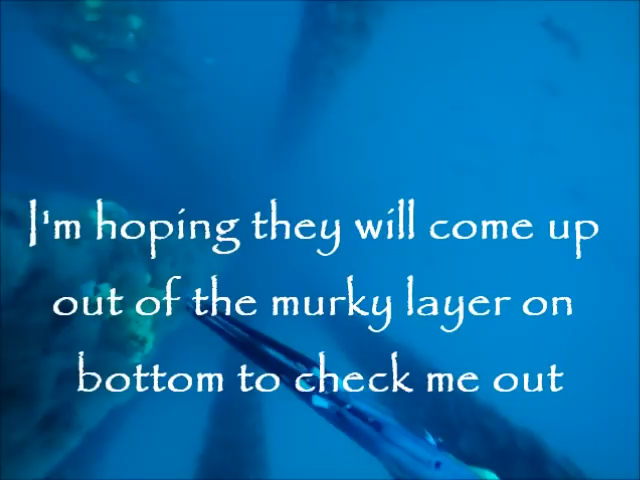 I'm hoping they will come up
out of the murky layer on
bottom to check me out